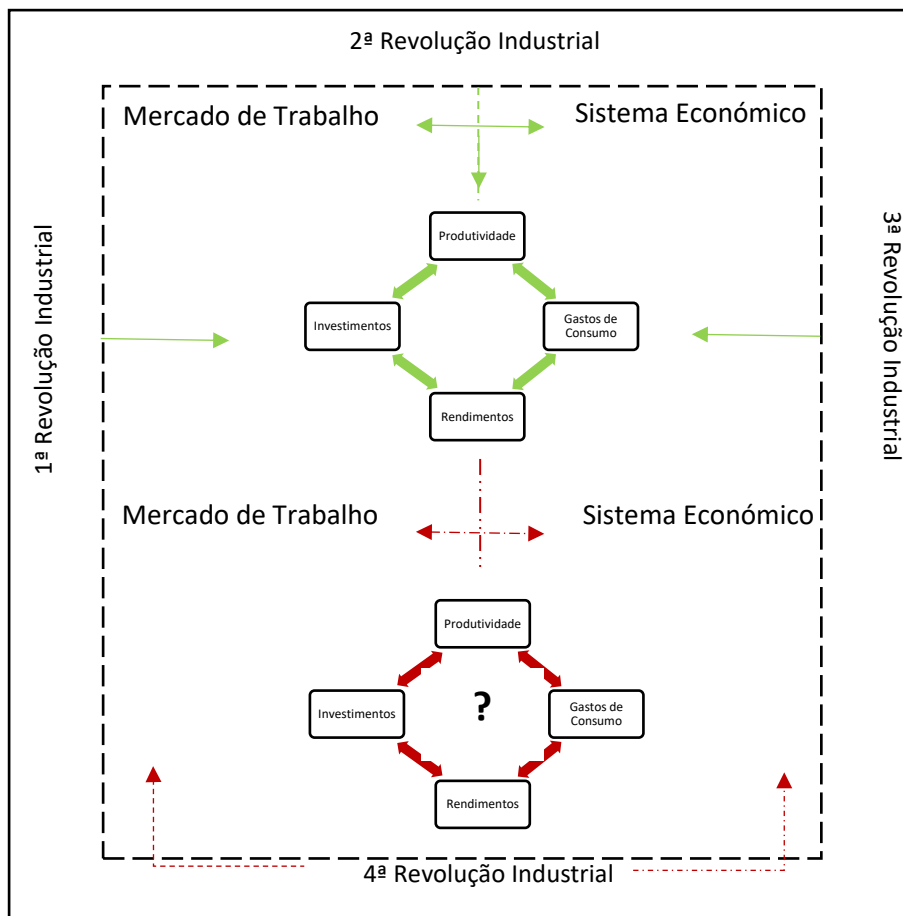 2ª Revolução Industrial
Mercado de Trabalho
Sistema Económico
1ª Revolução Industrial
3ª Revolução Industrial
Produtividade
Investimentos
Gastos de
Consumo
Rendimentos
Mercado de Trabalho
Sistema Económico
Produtividade
Investimentos
?
Gastos de
Consumo
Rendimentos
4ª Revolução Industrial